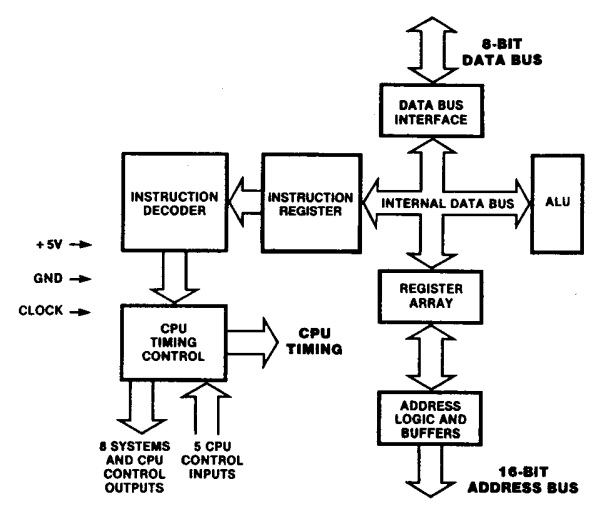 8-BIT
DATA BUS
DATA BUS
INTERFACE
INSTRUCTION
DECODER
INSTRUCTION
REGISTER
INTERNAL DATA BUS
ALU
+5V
GND
CLOCK
REGISTER
ARRAY
CPU
TIMING
CONTROL
CPU
TIMING
ADDRESS
LOGIC AND
BUFFERS
8 SYSTEMS
AND CPU
CONTROL
OUTPUTS
5 CPU
CONTROL
INPUTS
16-BIT
ADDRESS BUS